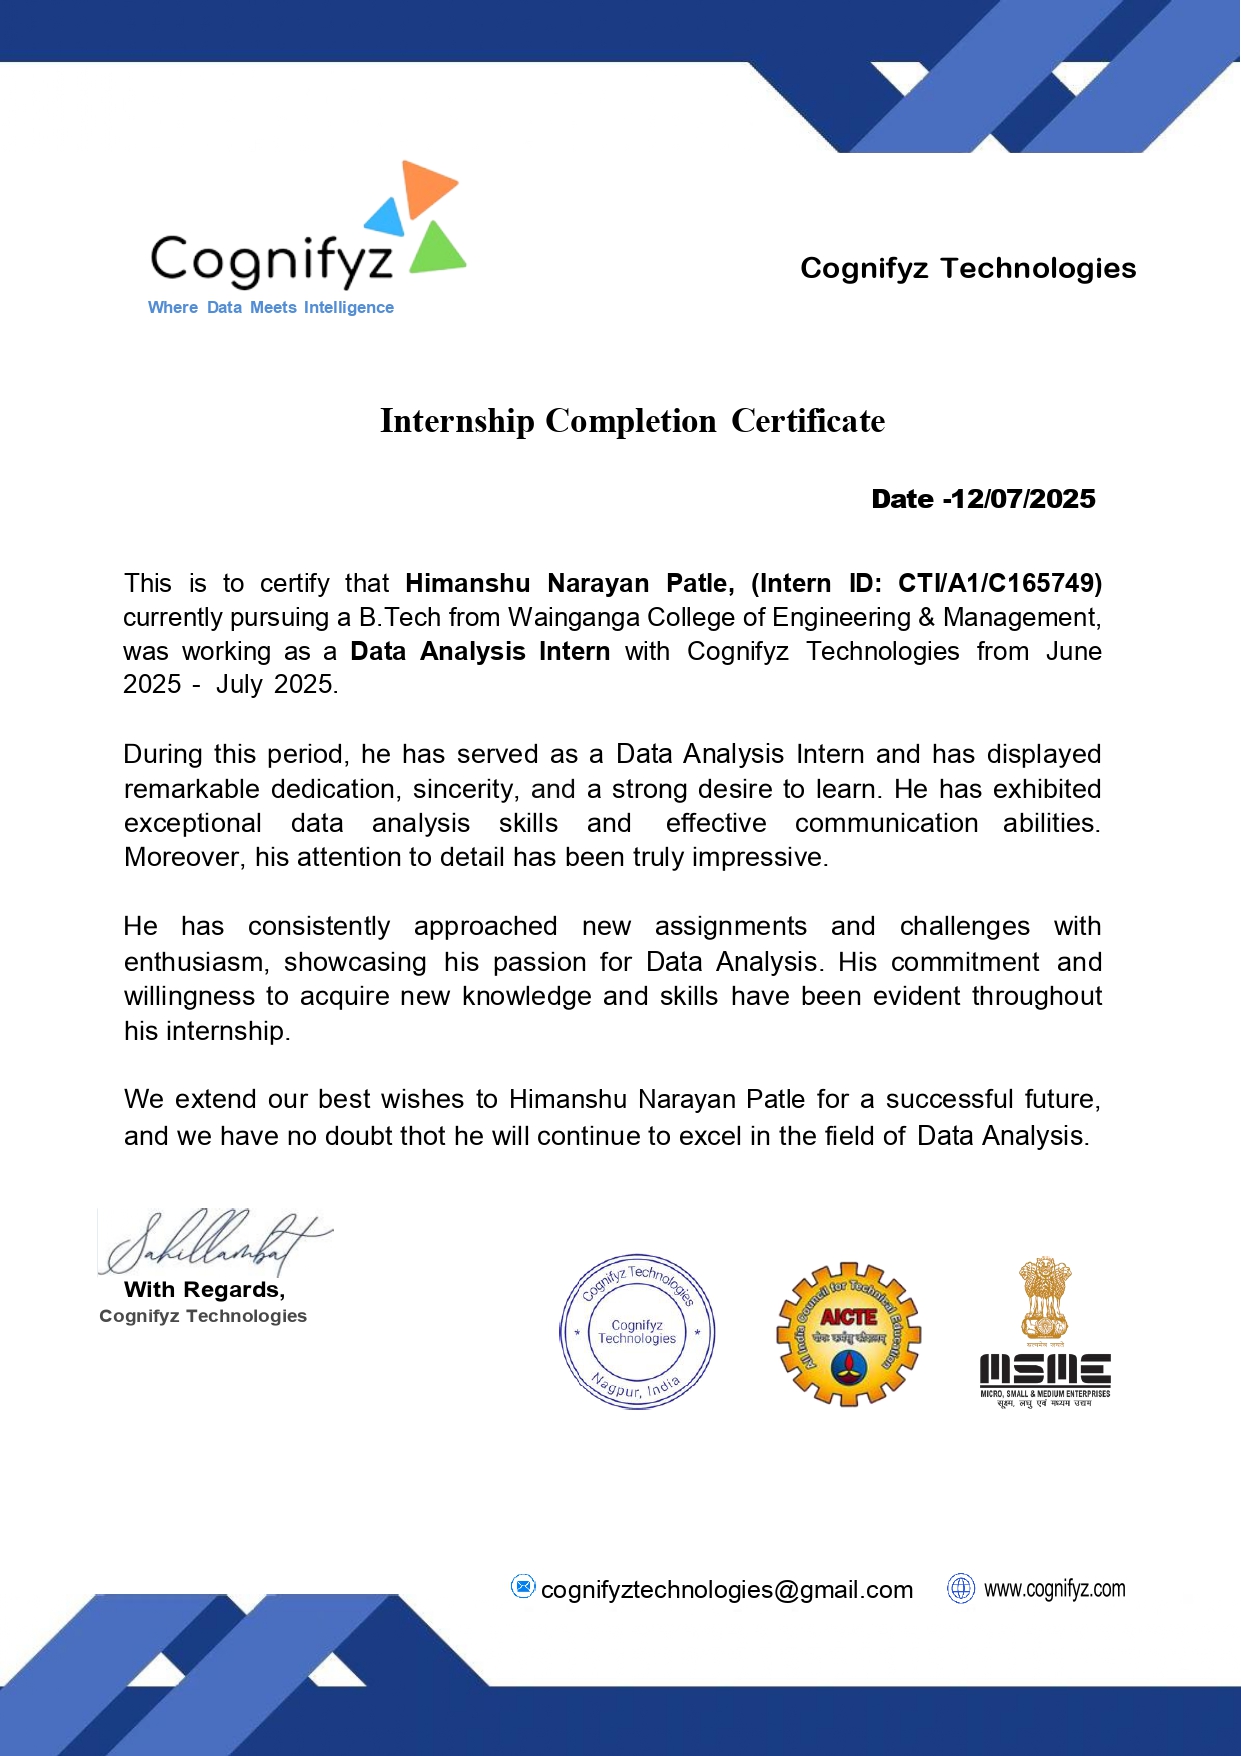 Cognifyz
Where Data Meets Intelligence
Cognifyz Technologies
Internship Completion Certificate
Date -12/07/2025
This is to certify that Himanshu Narayan Patle, (Intern ID: CTI/A1/C165749)
currently pursuing a B.Tech from Wainganga College of Engineering & Management,
was working as a Data Analysis Intern with Cognifyz Technologies from June
2025 - July 2025.
During this period, he has served as a Data Analysis Intern and has displayed
remarkable dedication, sincerity, and a strong desire to learn. He has exhibited
exceptional data analysis skills and effective communication abilities.
Moreover, his attention to detail has been truly impressive.
He has consistently approached new assignments and challenges with
enthusiasm, showcasing his passion for Data Analysis. His commitment and
willingness to acquire new knowledge and skills have been evident throughout
his internship.
We extend our best wishes to Himanshu Narayan Patle for a successful future,
and we have no doubt that he will continue to excel in the field of Data Analysis.
With Regards,
Cognifyz Technologies
Cognifyz Technologies
Cognifyz
Technologies
* *
Nagpur, India
All India Council for Technical Education
AICTE
सत्यमेव जयते
MSME
MICRO, SMALL & MEDIUM ENTERPRISES
सूक्ष्म, लघु एवं मध्यम उद्यम
cognifyztechnologies@gmail.com
www.cognifyz.com